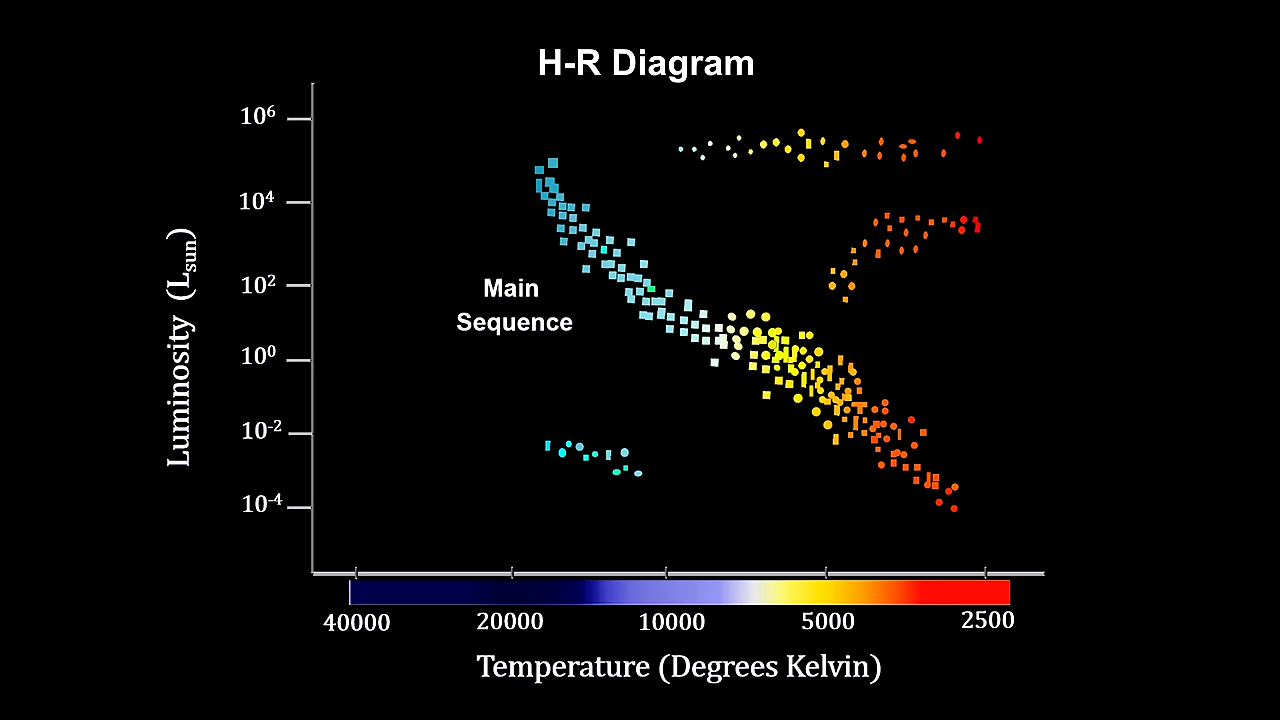 H-R Diagram
10⁶
10⁴
10²
10⁰
10⁻²
10⁻⁴
Luminosity (Lsun)
Main
Sequence
40000 20000 10000 5000 2500
Temperature (Degrees Kelvin)